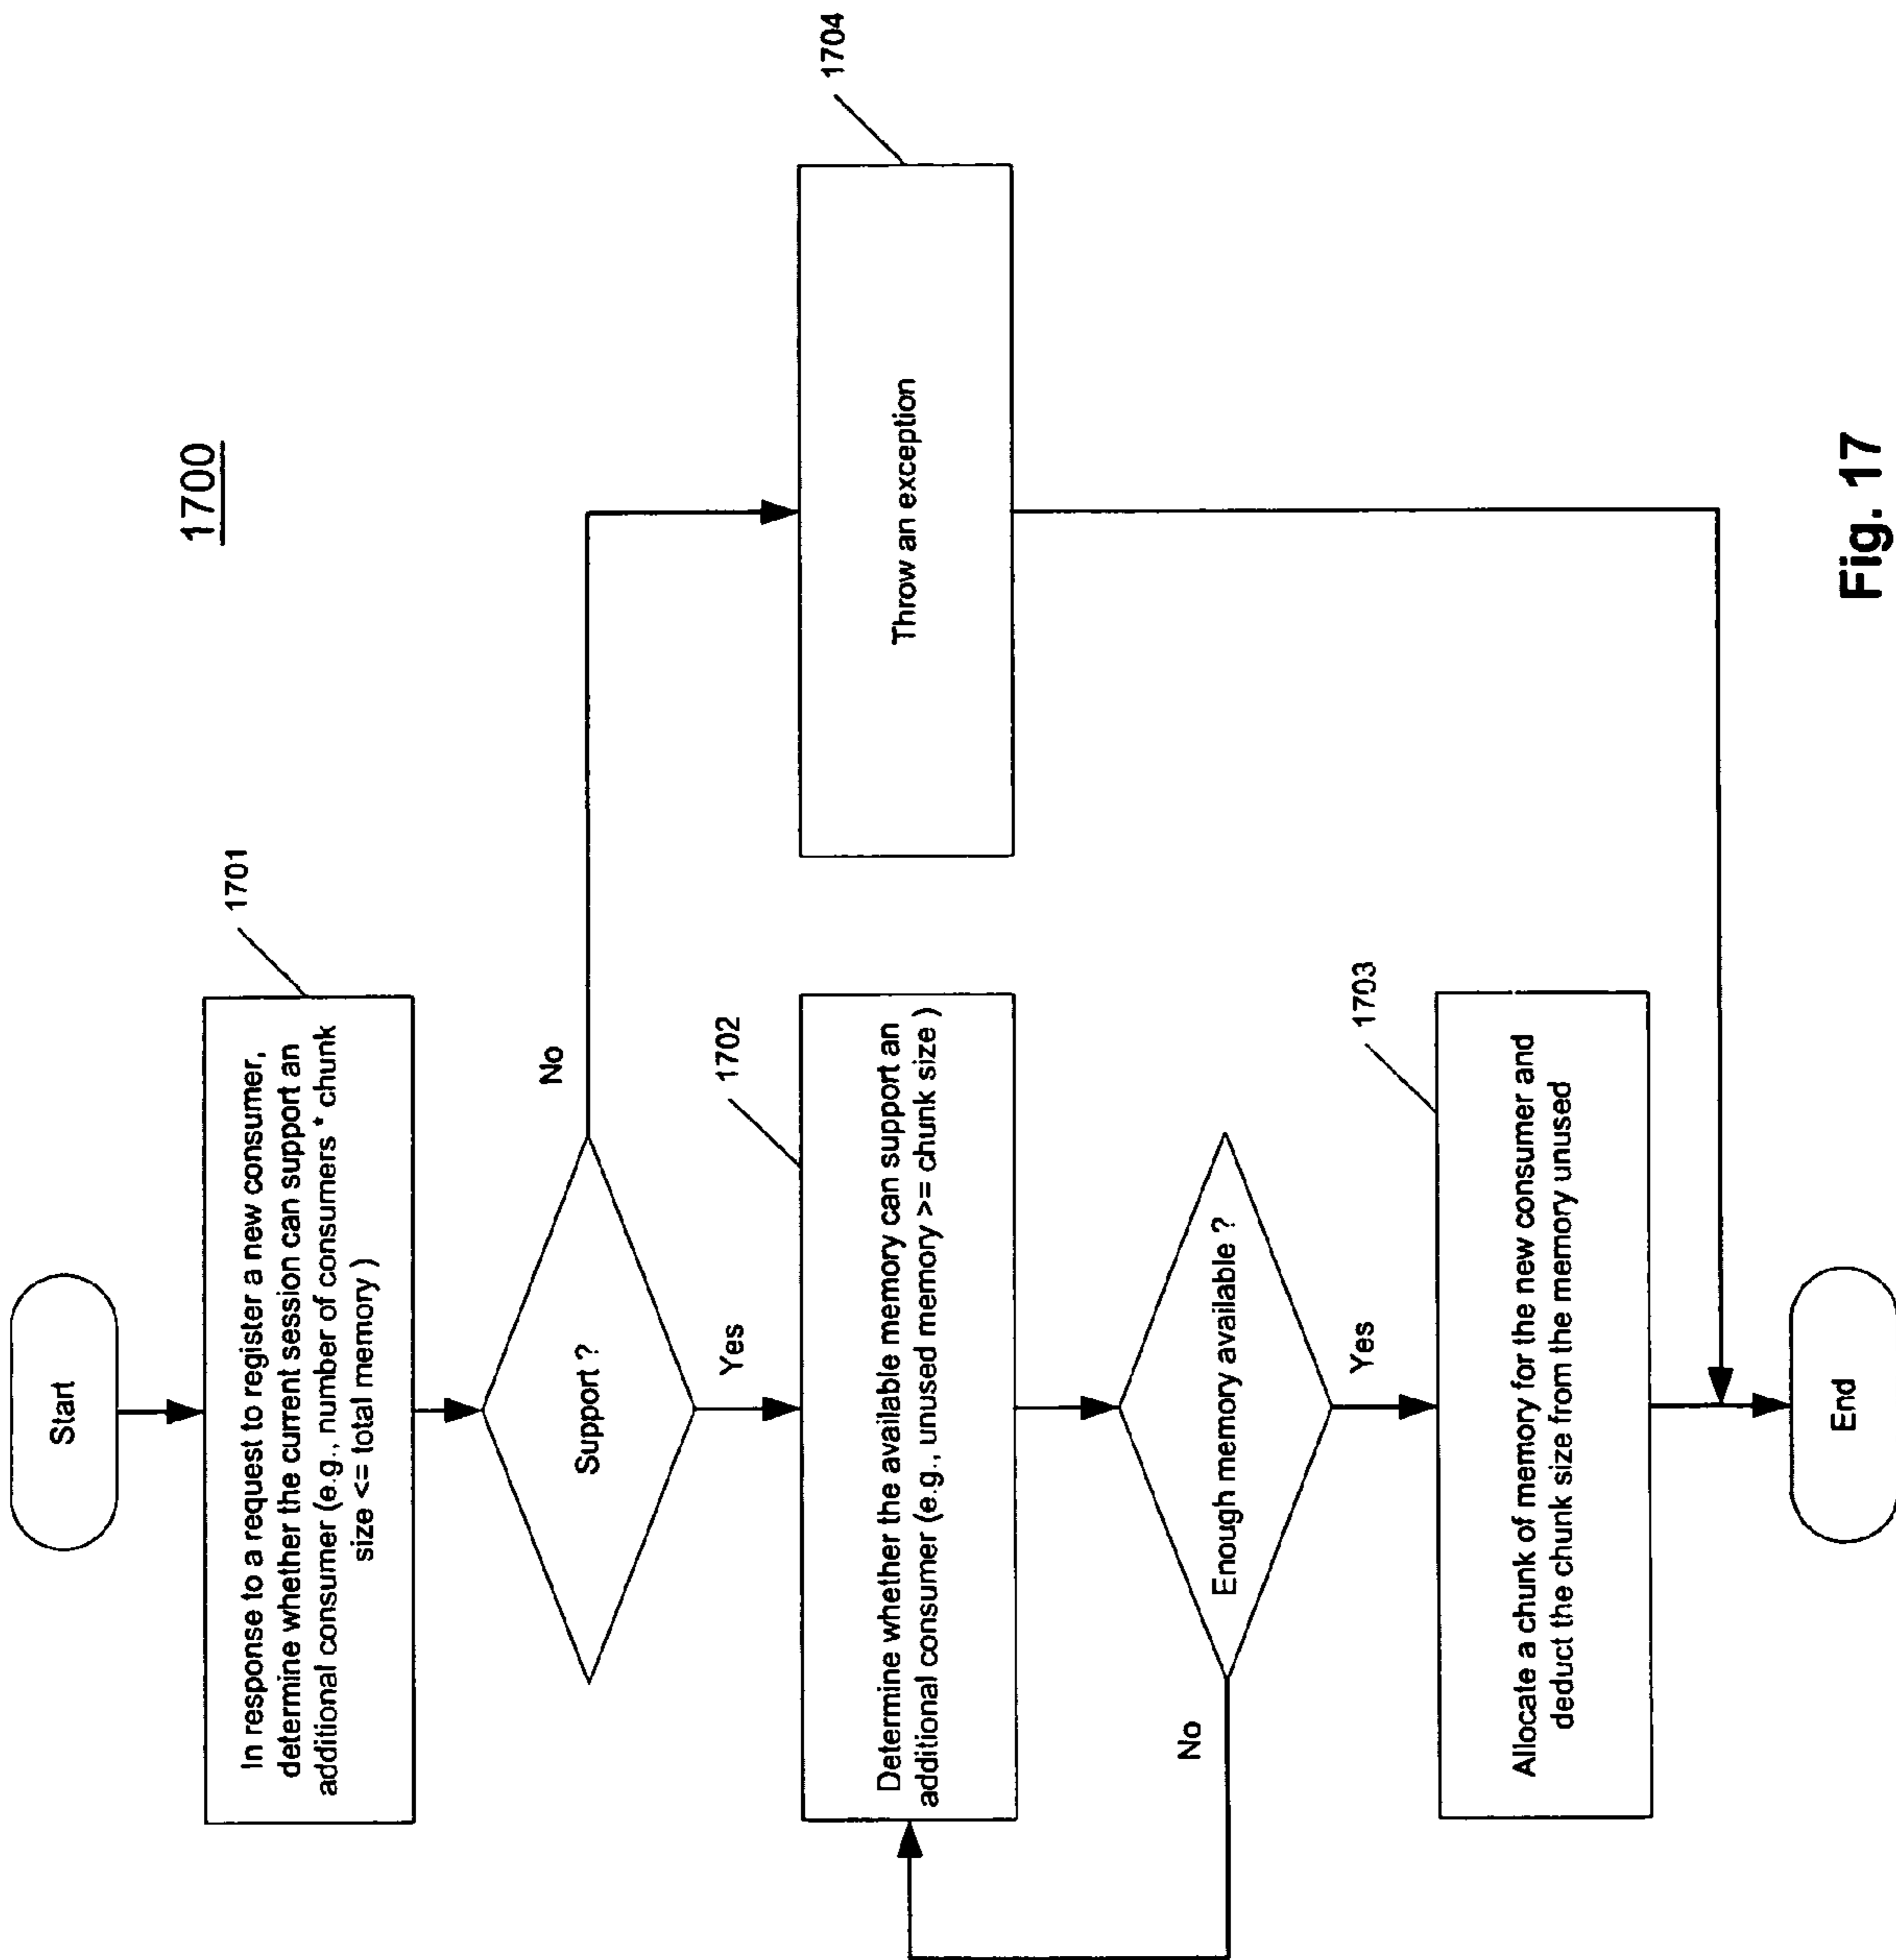 1700
Start
1701
In response to a request to register a new consumer,
determine whether the current session can support an
additional consumer (e.g., number of consumers * chunk
size <= total memory )
Support ?
No
Yes
1702
Determine whether the available memory can support an
additional consumer (e.g., unused memory >= chunk size )
1704
Throw an exception
Enough memory available ?
No
Yes
1703
Allocate a chunk of memory for the new consumer and
deduct the chunk size from the memory unused
End
Fig. 17